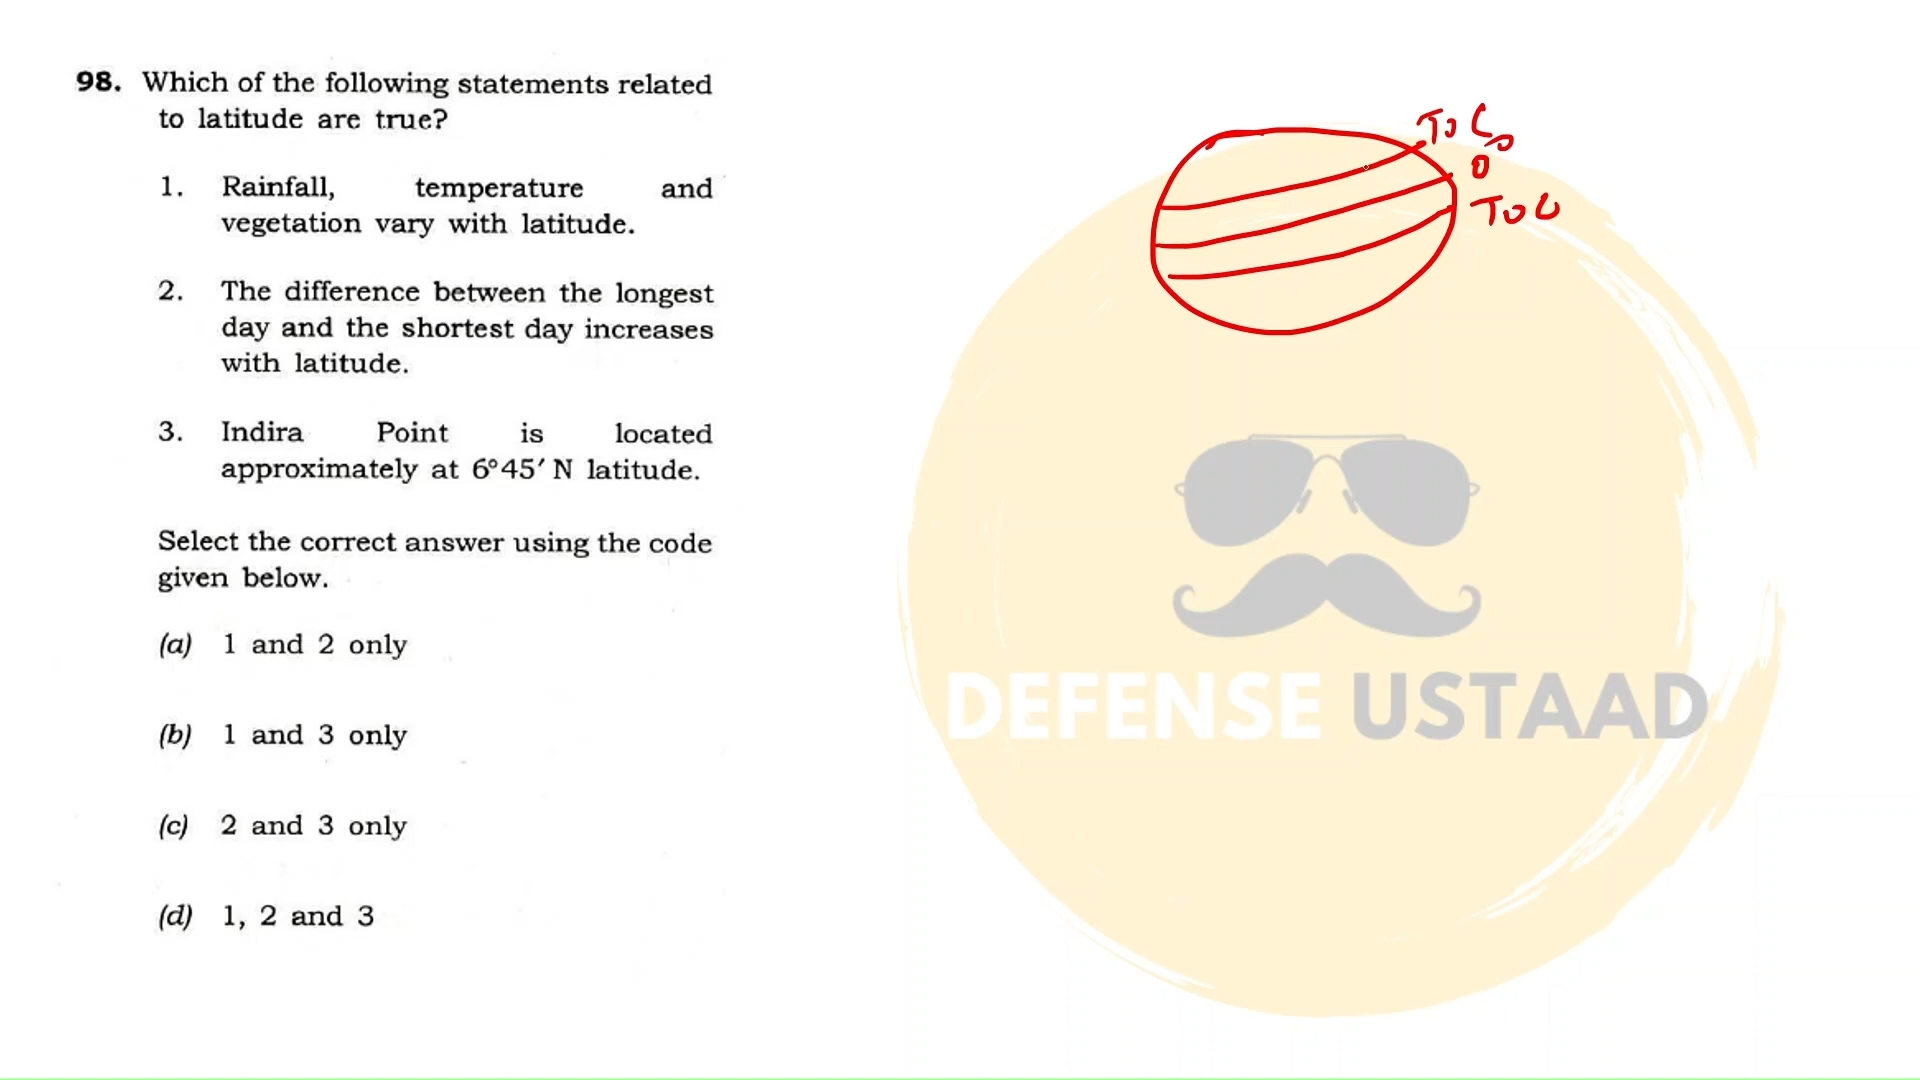 98. Which of the following statements related
to latitude are true?
1. Rainfall, temperature and
vegetation vary with latitude.
2. The difference between the longest
day and the shortest day increases
with latitude.
3. Indira Point is located
approximately at 6°45′ N latitude.
Select the correct answer using the code
given below.
(a) 1 and 2 only
(b) 1 and 3 only
(c) 2 and 3 only
(d) 1, 2 and 3
0
DEFENSE USTAAD